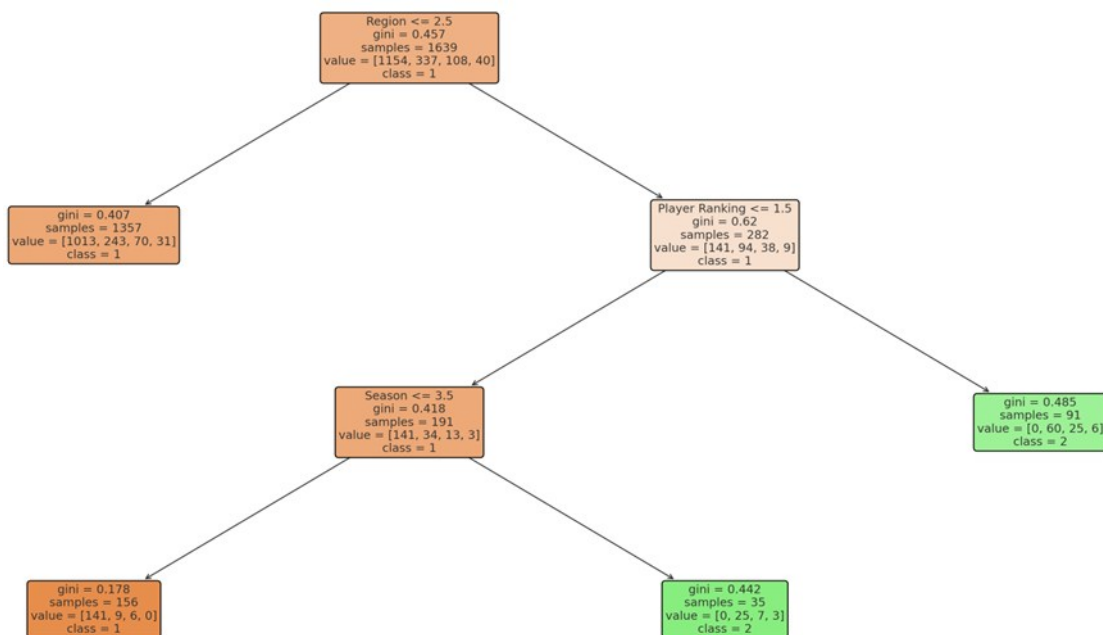 Region <= 2.5
gini = 0.457
samples = 1639
value = [1154, 337, 108, 40]
class = 1
gini = 0.407
samples = 1357
value = [1013, 243, 70, 31]
class = 1
Player Ranking <= 1.5
gini = 0.62
samples = 282
value = [141, 94, 38, 9]
class = 1
Season <= 3.5
gini = 0.418
samples = 191
value = [141, 34, 13, 3]
class = 1
gini = 0.485
samples = 91
value = [0, 60, 25, 6]
class = 2
gini = 0.178
samples = 156
value = [141, 9, 6, 0]
class = 1
gini = 0.442
samples = 35
value = [0, 25, 7, 3]
class = 2